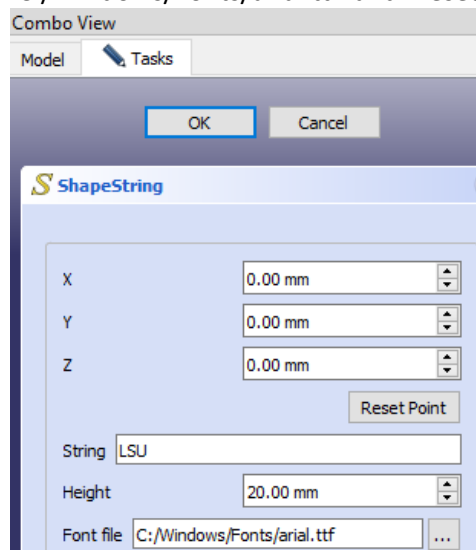 Combo View
Model Tasks
OK Cancel
ShapeString
X 0.00 mm
Y 0.00 mm
Z 0.00 mm
Reset Point
String LSU
Height 20.00 mm
Font file C:/Windows/Fonts/arial.ttf ...